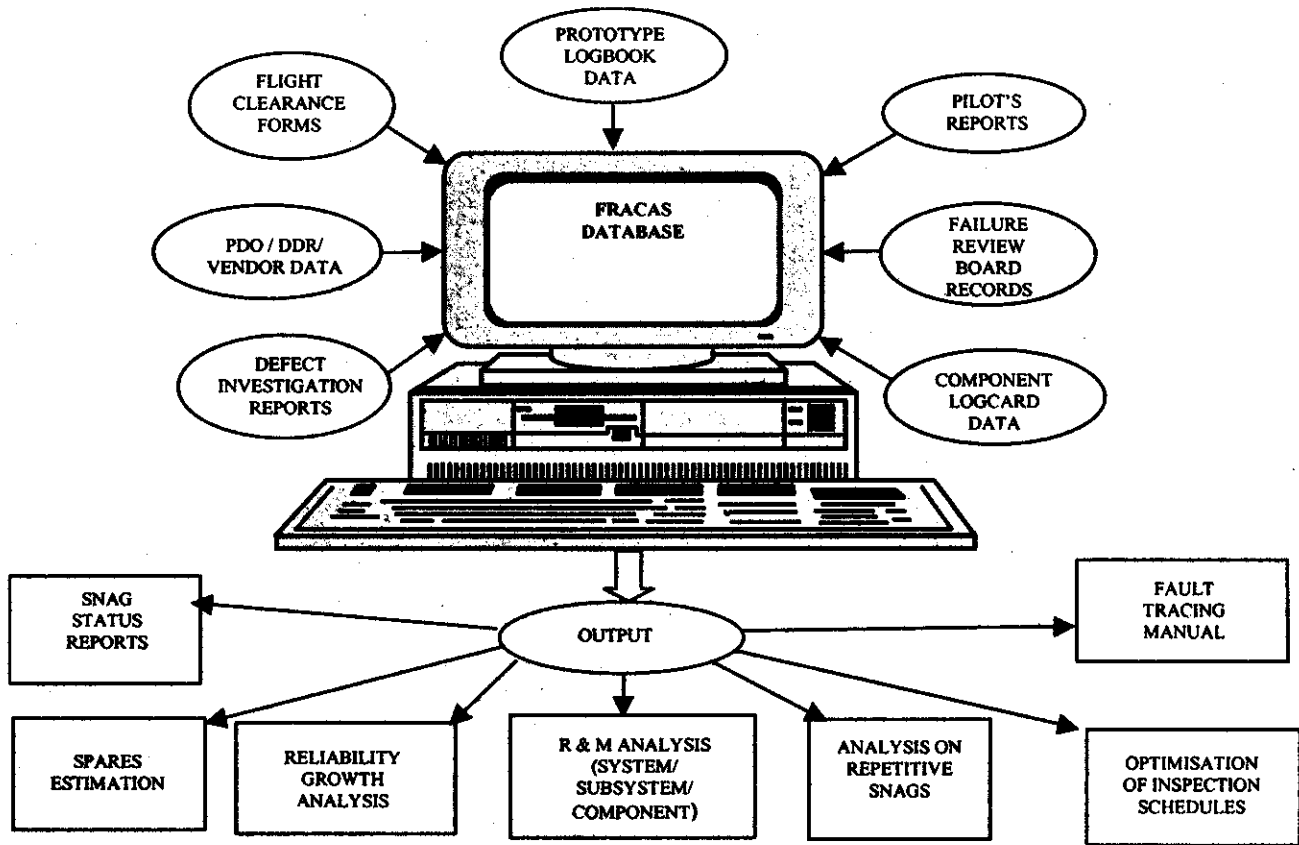 PROTOTYPE
LOGBOOK
DATA
FLIGHT
CLEARANCE
FORMS
PILOT'S
REPORTS
FRACAS
DATABASE
PDO / DDR/
VENDOR DATA
FAILURE
REVIEW
BOARD
RECORDS
DEFECT
INVESTIGATION
REPORTS
COMPONENT
LOGCARD
DATA
SNAG
STATUS
REPORTS
OUTPUT
FAULT
TRACING
MANUAL
SPARES
ESTIMATION
RELIABILITY
GROWTH
ANALYSIS
R & M ANALYSIS
(SYSTEM/
SUBSYSTEM/
COMPONENT)
ANALYSIS ON
REPETITIVE
SNAGS
OPTIMISATION
OF INSPECTION
SCHEDULES